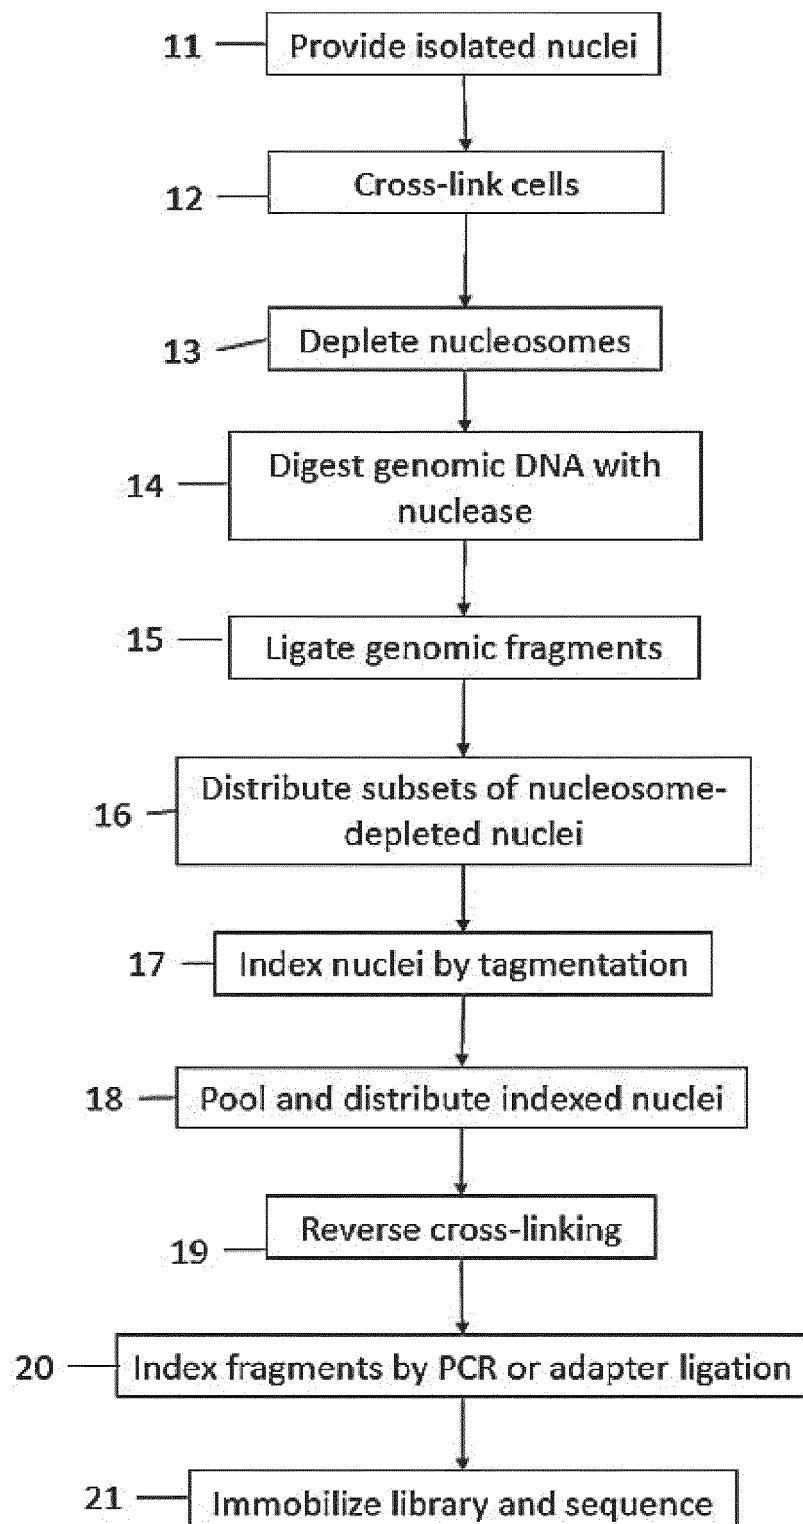 11 Provide isolated nuclei
12 Cross-link cells
13 Deplete nucleosomes
14 Digest genomic DNA with
nuclease
15 Ligate genomic fragments
16 Distribute subsets of nucleosome-
depleted nuclei
17 Index nuclei by tagmentation
18 Pool and distribute indexed nuclei
19 Reverse cross-linking
20 Index fragments by PCR or adapter ligation
21 Immobilize library and sequence